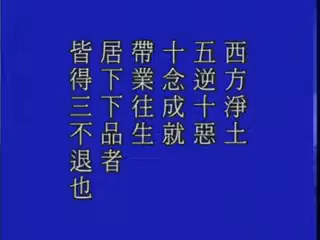 西方淨土
五逆十惡
十念成就
帶業往生
居下下品者
皆得三不退也